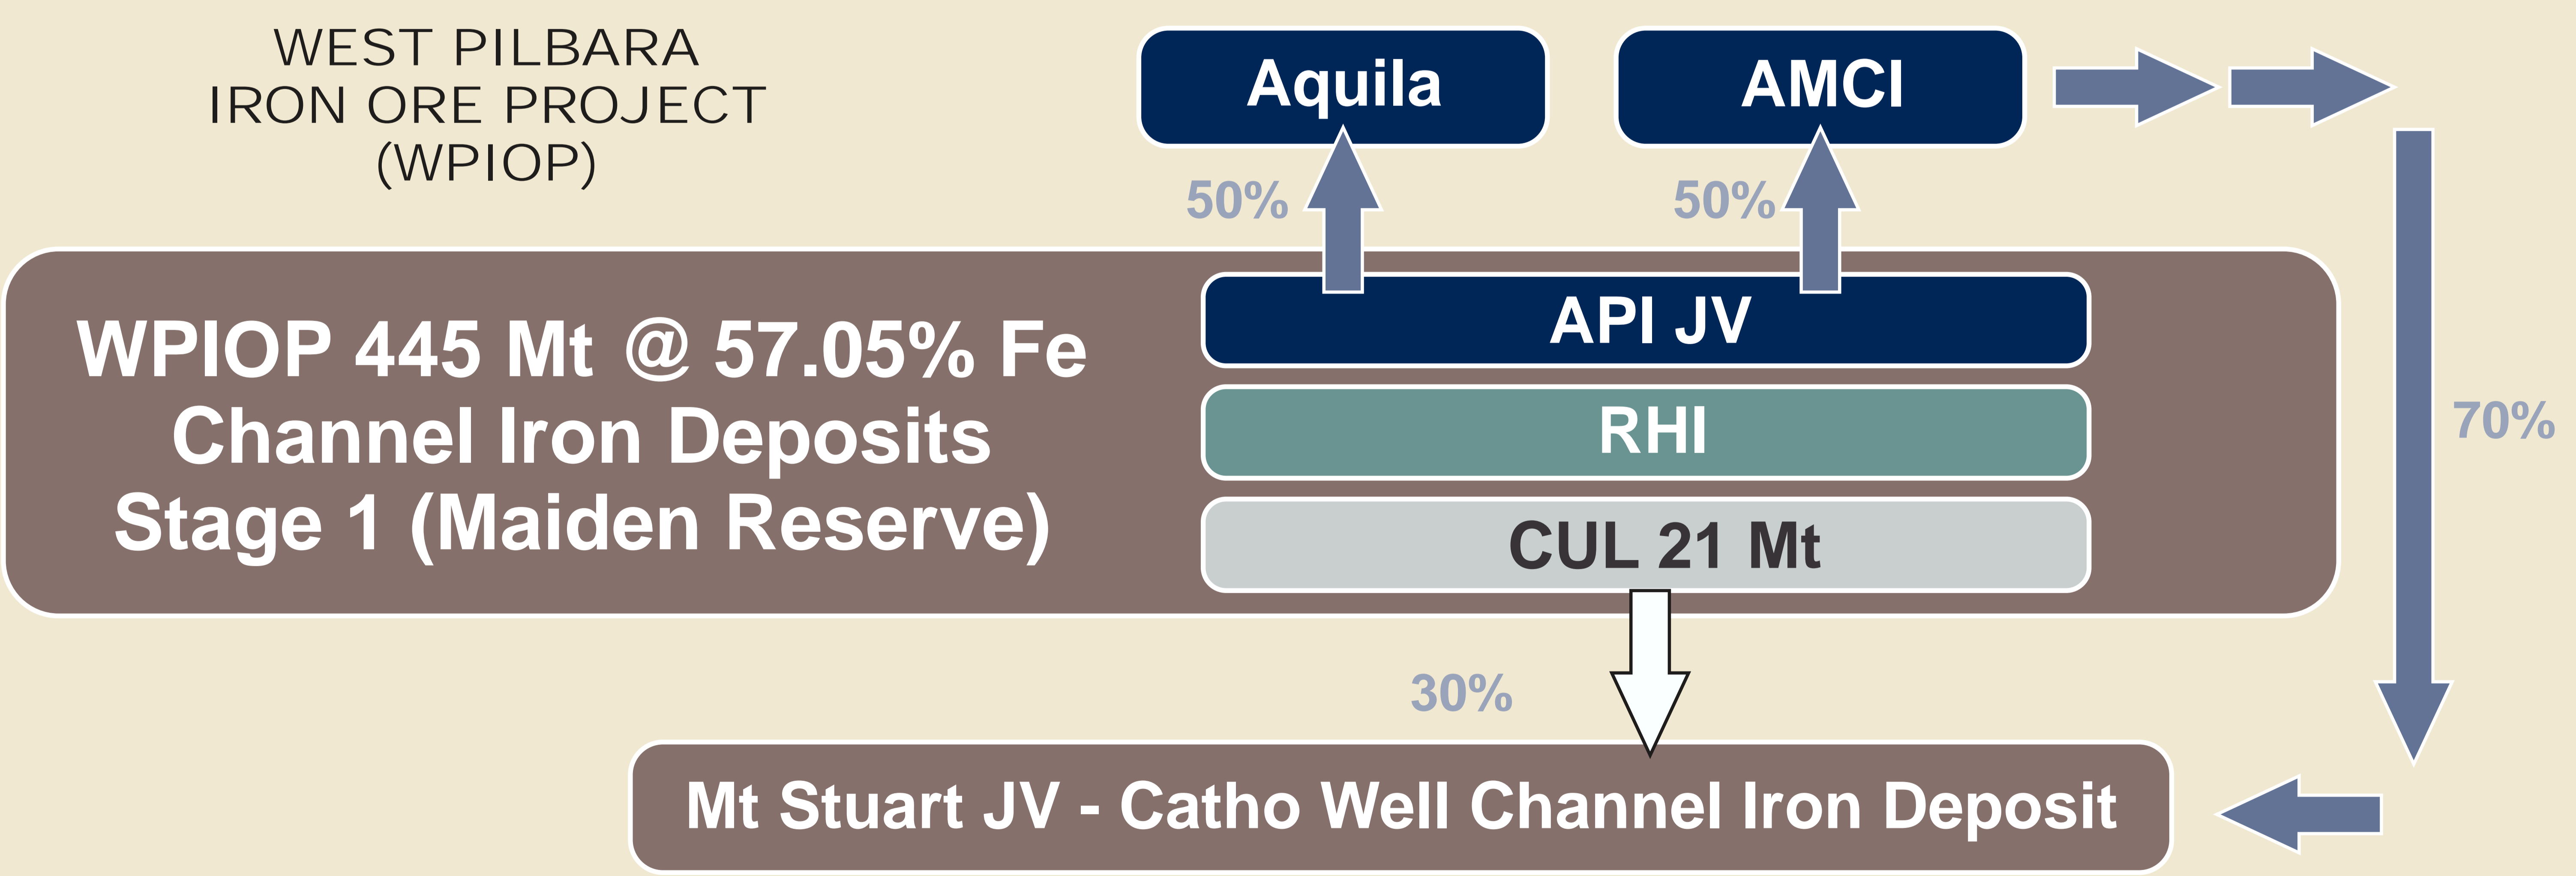 WEST PILBARA
IRON ORE PROJECT
(WPIOP)
Aquila
AMCI
50%
50%
WPIOP 445 Mt @ 57.05% Fe
Channel Iron Deposits
Stage 1 (Maiden Reserve)
API JV
RHI
CUL 21 Mt
70%
30%
Mt Stuart JV - Catho Well Channel Iron Deposit